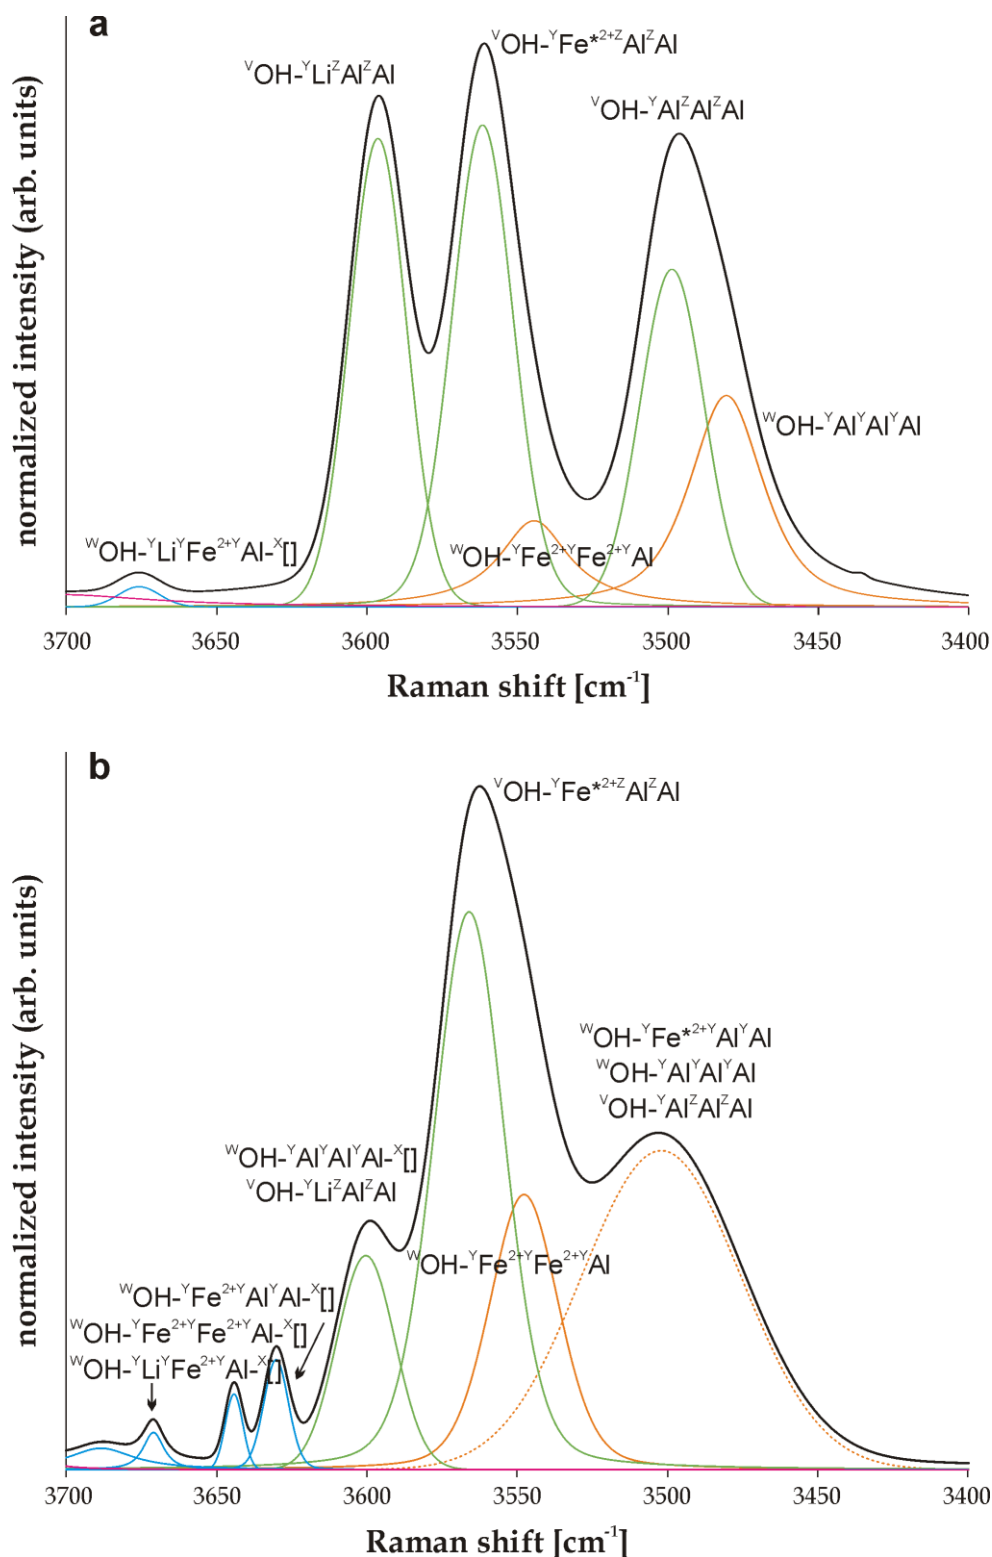 a
ⱽOH-ʸFe*²⁺ᶻAlᶻAl
ⱽOH-ʸLiᶻAlᶻAl
ⱽOH-ʸAlᶻAlᶻAl
ᵂOH-ʸAlʸAlʸAl
ᵂOH-ʸLiʸFe²⁺ʸAl-ˣ[]
ᵂOH-ʸFe²⁺ʸFe²⁺ʸAl
normalized intensity (arb. units)
3700 3650 3600 3550 3500 3450 3400
Raman shift [cm⁻¹]
b
ⱽOH-ʸFe*²⁺ᶻAlᶻAl
ᵂOH-ʸFe*²⁺ʸAlʸAl
ᵂOH-ʸAlʸAlʸAl
ⱽOH-ʸAlᶻAlᶻAl
ᵂOH-ʸAlʸAlʸAl-ˣ[]
ⱽOH-ʸLiᶻAlᶻAl
ᵂOH-ʸFe²⁺ʸFe²⁺ʸAl
ᵂOH-ʸFe²⁺ʸAlʸAl-ˣ[]
ᵂOH-ʸFe²⁺ʸFe²⁺ʸAl-ˣ[]
ᵂOH-ʸLiʸFe²⁺ʸAl-ˣ[]
normalized intensity (arb. units)
3700 3650 3600 3550 3500 3450 3400
Raman shift [cm⁻¹]